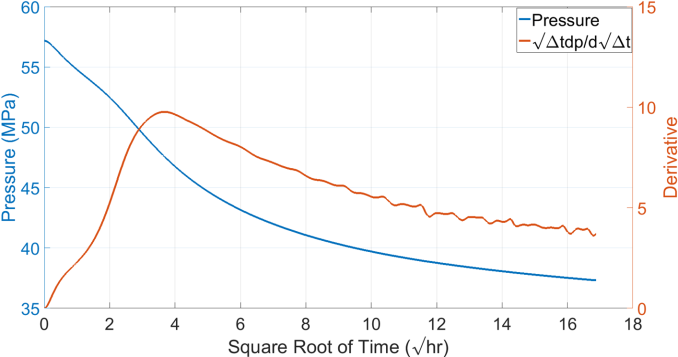 60
55
50
45
40
35
Pressure (MPa)
15
10
5
0
Derivative
Pressure
√Δtdp/d√Δt
0 2 4 6 8 10 12 14 16 18
Square Root of Time (√hr)